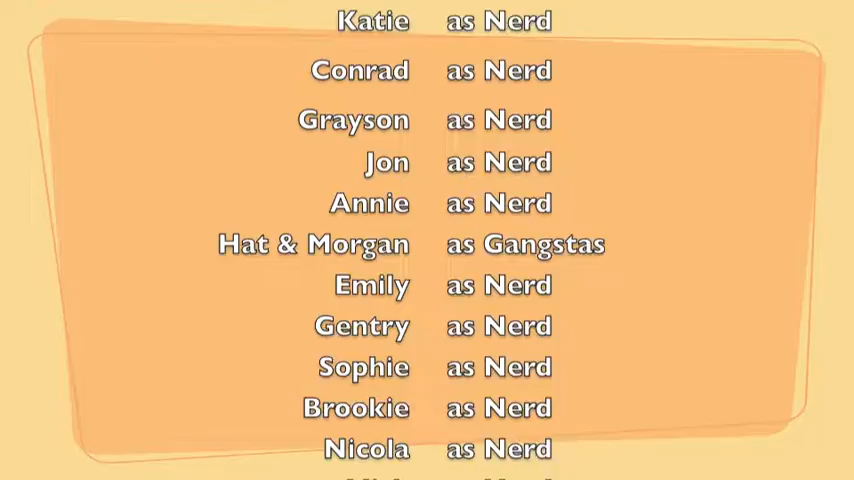 Katie as Nerd
Conrad as Nerd
Grayson as Nerd
Jon as Nerd
Annie as Nerd
Hat & Morgan as Gangstas
Emily as Nerd
Gentry as Nerd
Sophie as Nerd
Brookie as Nerd
Nicola as Nerd